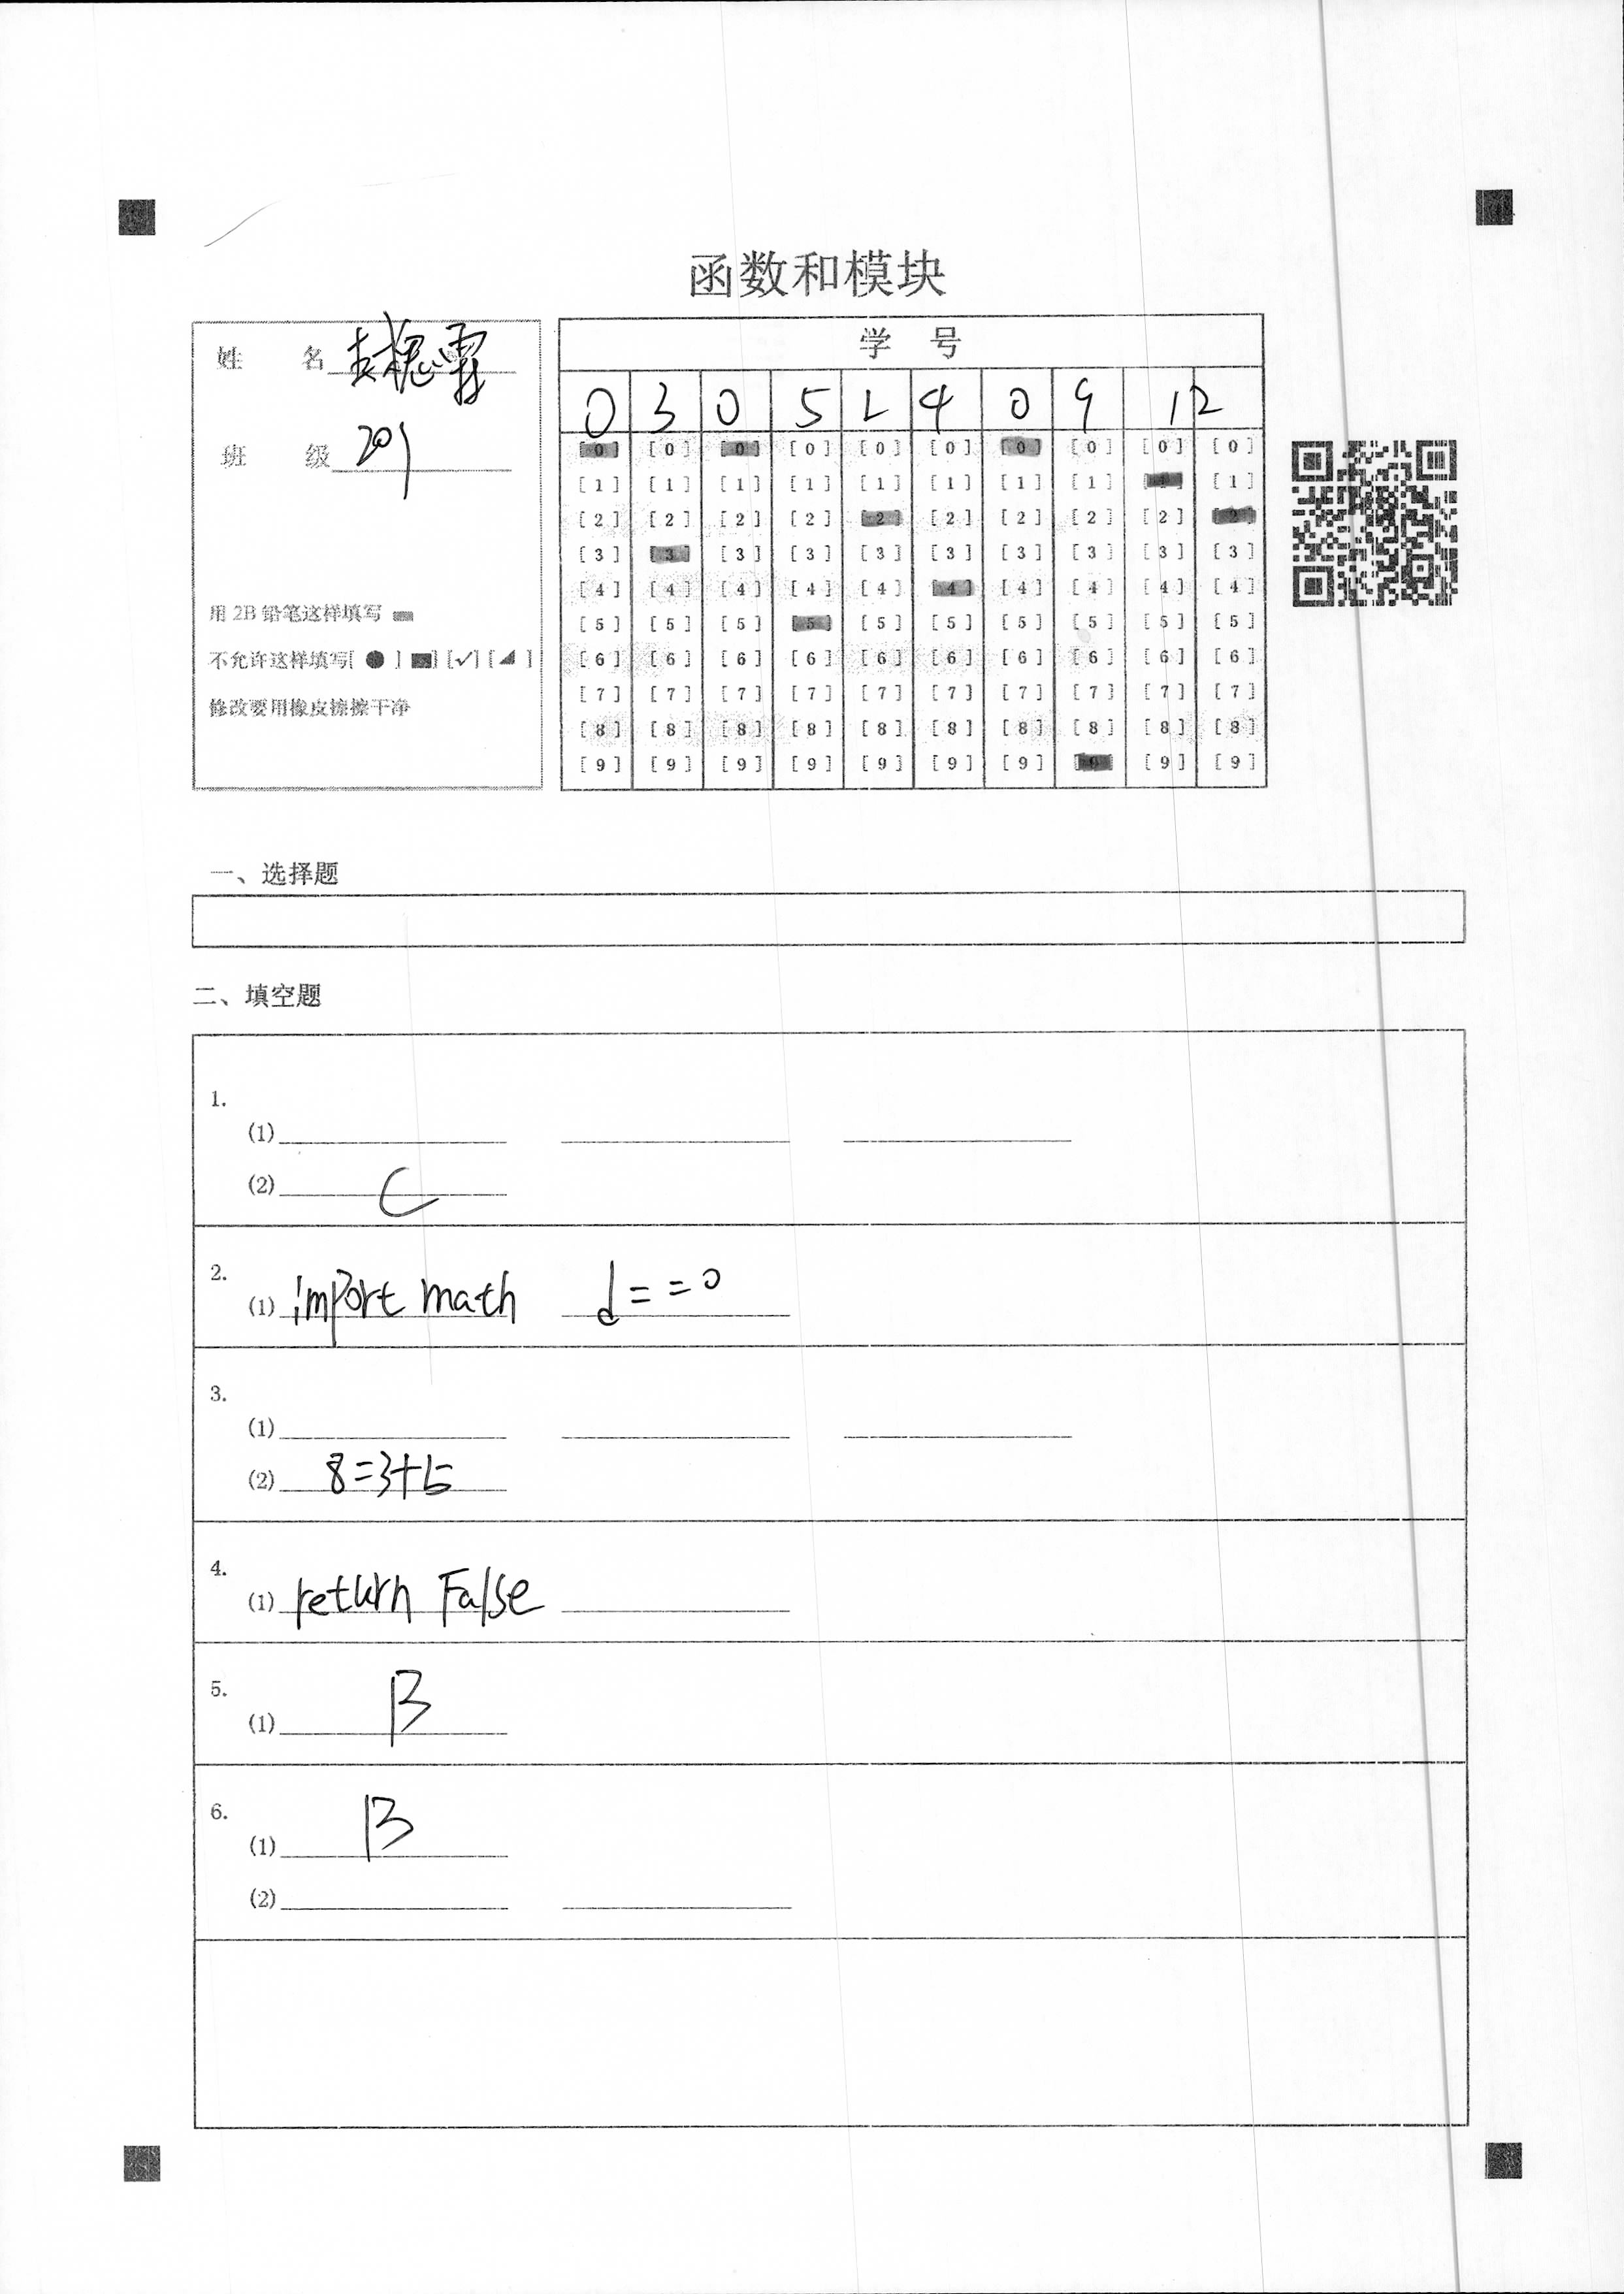 函数和模块
姓 名
班 级 209
用 2B 铅笔这样填写
不允许这样填写[ ● ] [✓] [ ◢ ]
修改要用橡皮擦擦干净
学 号
0 3 0 5 2 4 0 9 1 2
[0] [0] [0] [0] [0] [0] [0] [0] [0] [0]
[1] [1] [1] [1] [1] [1] [1] [1] [1] [1]
[2] [2] [2] [2] [2] [2] [2] [2] [2] [2]
[3] [3] [3] [3] [3] [3] [3] [3] [3] [3]
[4] [4] [4] [4] [4] [4] [4] [4] [4] [4]
[5] [5] [5] [5] [5] [5] [5] [5] [5] [5]
[6] [6] [6] [6] [6] [6] [6] [6] [6] [6]
[7] [7] [7] [7] [7] [7] [7] [7] [7] [7]
[8] [8] [8] [8] [8] [8] [8] [8] [8] [8]
[9] [9] [9] [9] [9] [9] [9] [9] [9] [9]
一、选择题
二、填空题
1.
(1)
(2) C
2.
(1) import math d==0
3.
(1)
(2) 8=3+5
4.
(1) return False
5.
(1) B
6.
(1) B
(2)